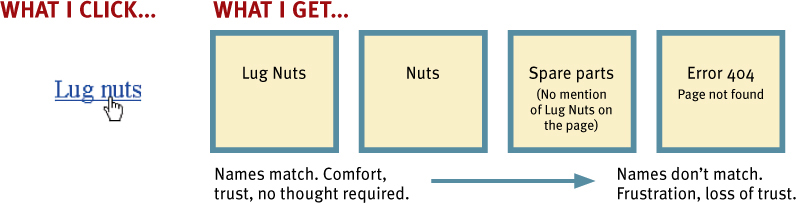 WHAT I CLICK...
WHAT I GET...
Lug nuts
Lug Nuts
Nuts
Spare parts
(No mention
of Lug Nuts on
the page)
Error 404
Page not found
Names match. Comfort,
trust, no thought required.
Names don’t match.
Frustration, loss of trust.